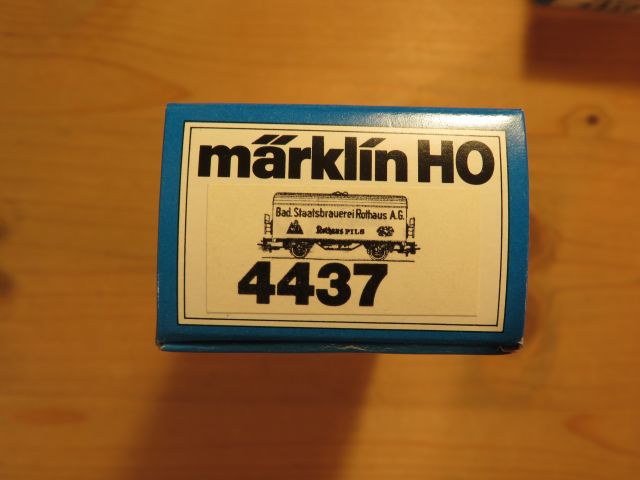 märklin HO
Bad. Staatsbrauerei Rothaus A.G.
Rothaus PILS
4437